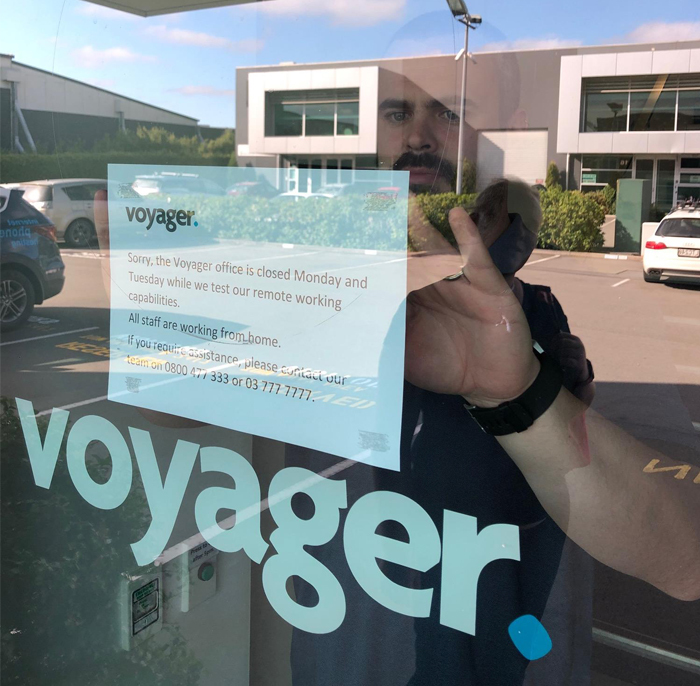 voyager.
Sorry, the Voyager office is closed Monday and
Tuesday while we test our remote working
capabilities.
All staff are working from home.
If you require assistance, please contact our
team on 0800 477 333 or 03 777 7777.
voyager.